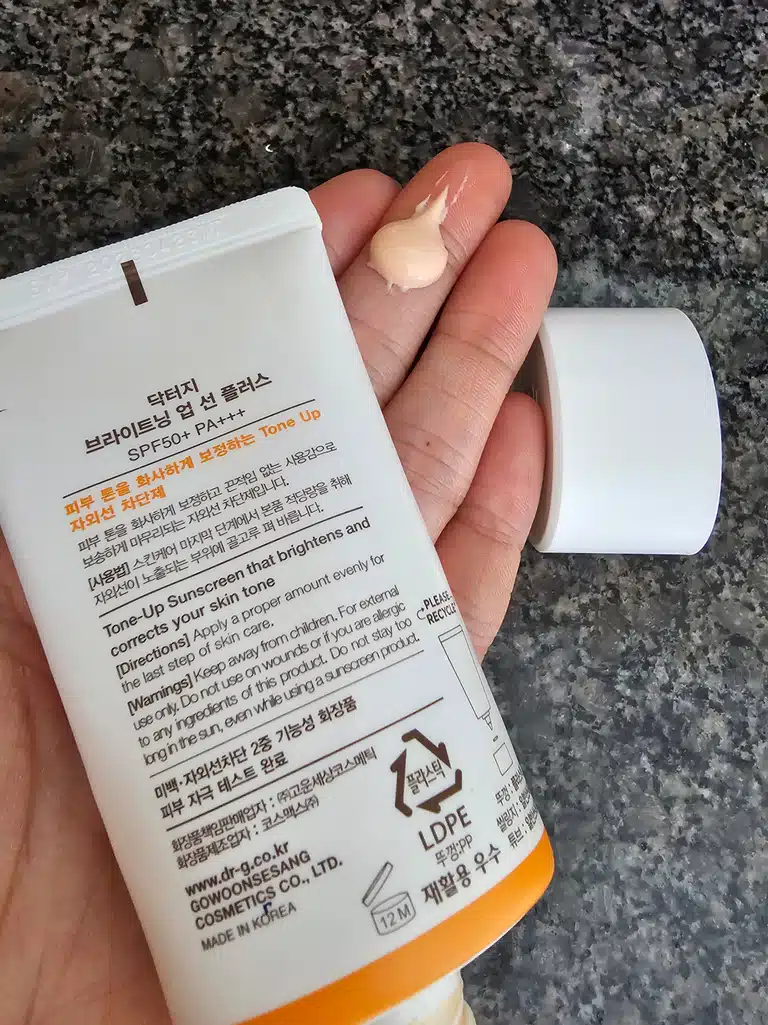 닥터지
브라이트닝 업 선 플러스
SPF50+ PA+++
피부 톤을 화사하게 보정하는 Tone Up
자외선 차단제
피부 톤을 화사하게 보정하고 끈적임 없는 사용감으로
보송하게 마무리되는 자외선 차단제입니다.
[사용법] 스킨케어 마지막 단계에서 본품 적당량을 취해
자외선이 노출되는 부위에 골고루 펴 바릅니다.
Tone-Up Sunscreen that brightens and
corrects your skin tone
[Directions] Apply a proper amount evenly for
the last step of skin care.
[Warnings] Keep away from children. For external
use only. Do not use on wounds or if you are allergic
to any ingredients of this product. Do not stay too
long in the sun, even while using a sunscreen product.
미백·자외선차단 2중 기능성 화장품
피부 자극 테스트 완료
화장품책임판매업자 : ㈜고운세상코스메틱
화장품제조업자 : 코스맥스㈜
www.dr-g.co.kr
GOWOONSESANG
COSMETICS CO., LTD.
MADE IN KOREA
PLEASE
RECYCLE
플라스틱
LDPE
뚜껑:PP
재활용 우수
12M
뚜껑 :
씰링지 :
튜브 :